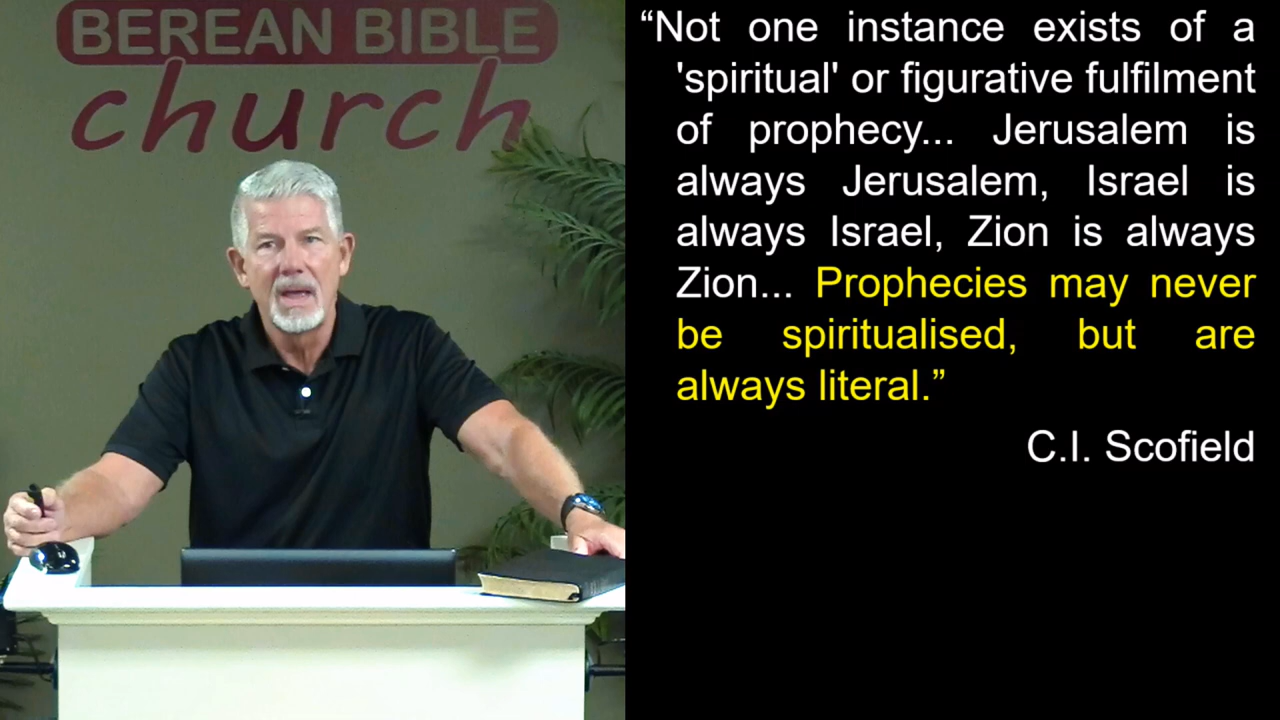 BEREAN BIBLE
church
“Not one instance exists of a
'spiritual' or figurative fulfilment
of prophecy... Jerusalem is
always Jerusalem, Israel is
always Israel, Zion is always
Zion... Prophecies may never
be spiritualised, but are
always literal.”
C.I. Scofield